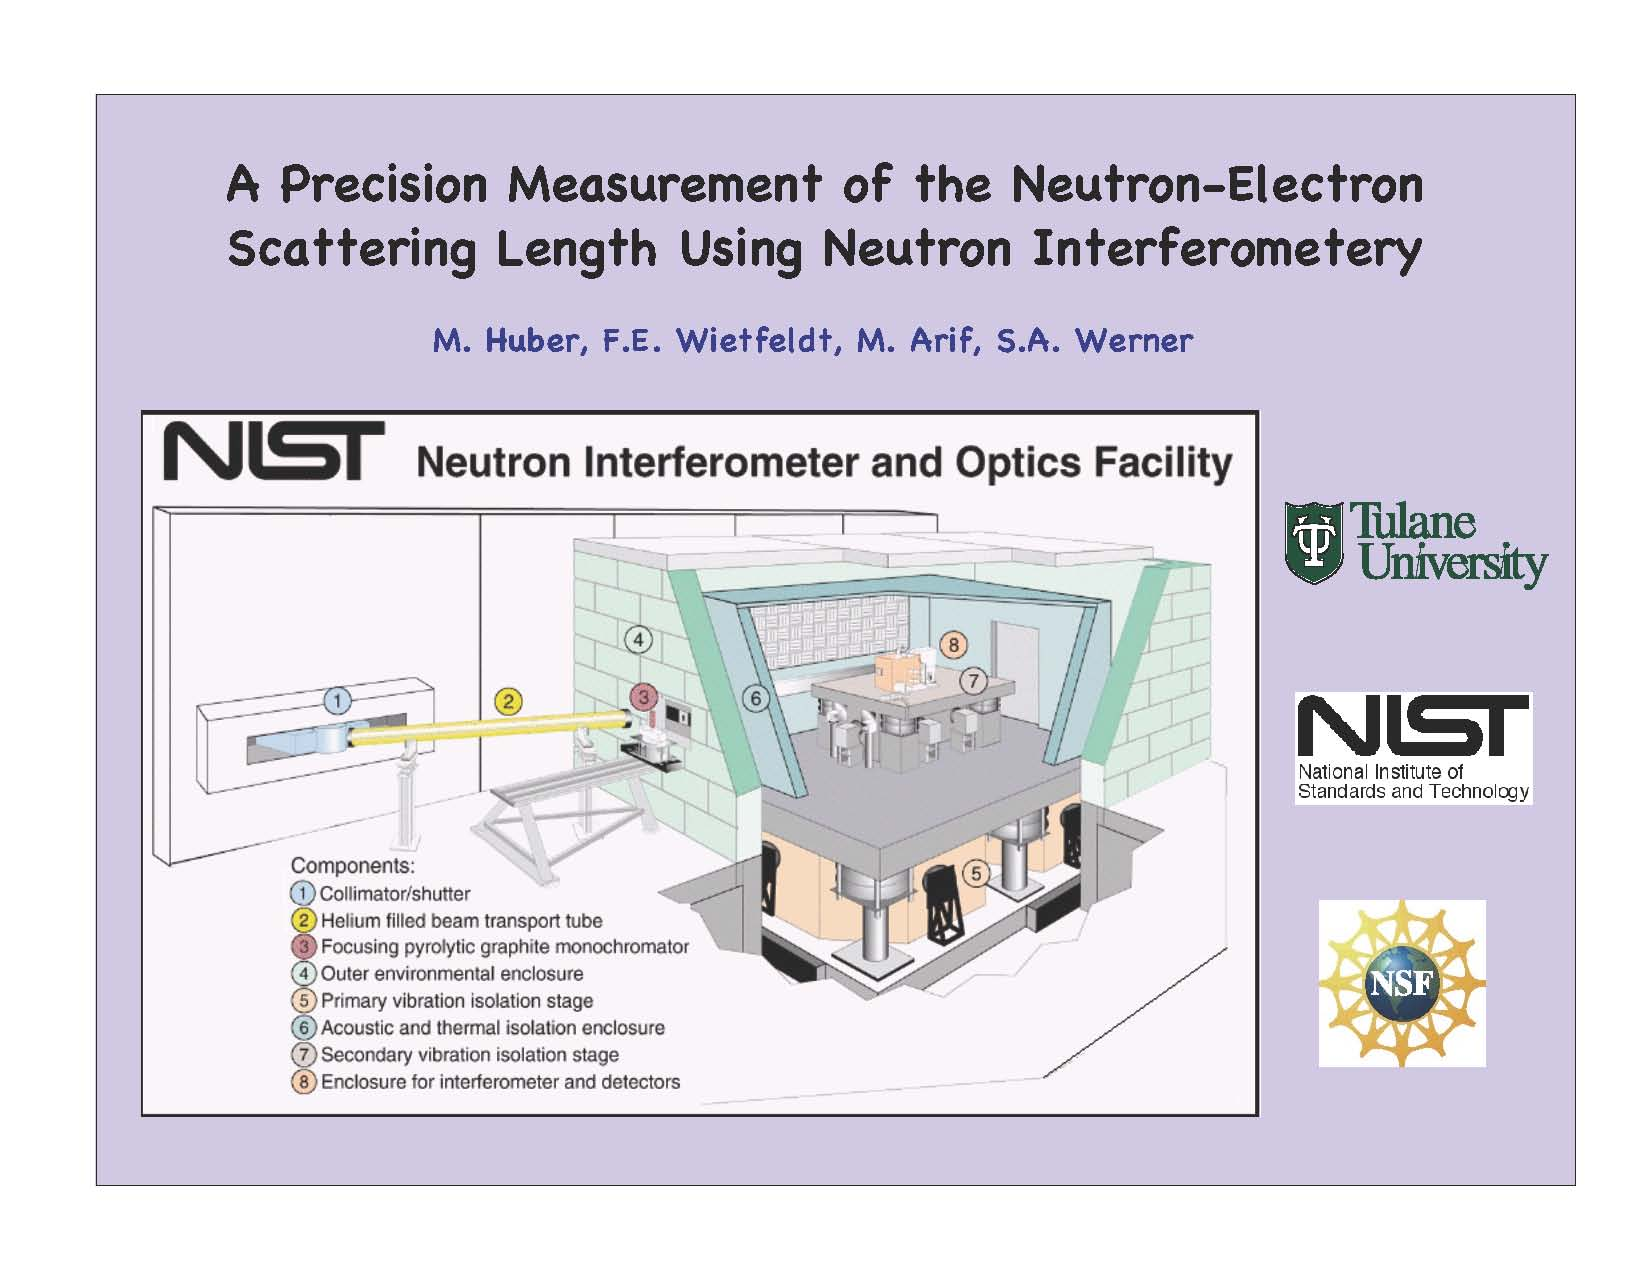 A Precision Measurement of the Neutron-Electron
Scattering Length Using Neutron Interferometery
M. Huber, F.E. Wietfeldt, M. Arif, S.A. Werner
NIST Neutron Interferometer and Optics Facility
1
2
3
4
5
6
7
8
Components:
1 Collimator/shutter
2 Helium filled beam transport tube
3 Focusing pyrolytic graphite monochromator
4 Outer environmental enclosure
5 Primary vibration isolation stage
6 Acoustic and thermal isolation enclosure
7 Secondary vibration isolation stage
8 Enclosure for interferometer and detectors
Tulane
University
NIST
National Institute of
Standards and Technology
NSF